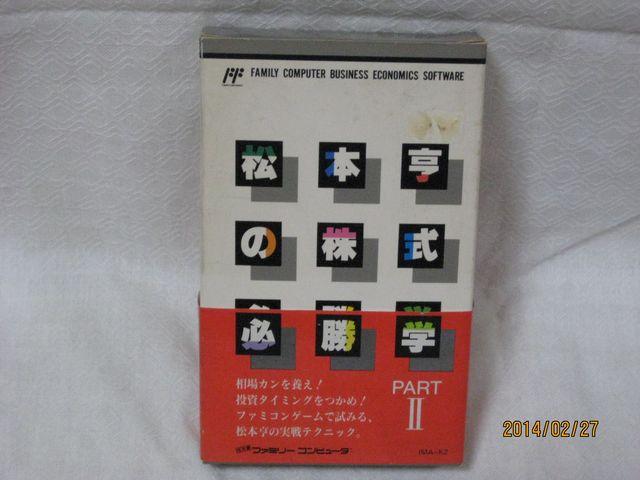 FAMILY COMPUTER BUSINESS ECONOMICS SOFTWARE
松本亨
の株式
必勝学
PART
II
相場カンを養え!
投資タイミングをつかめ!
ファミコンゲームで試みる、
松本亨の実戦テクニック。
ファミリー コンピュータ
IMA-K2
2014/02/27